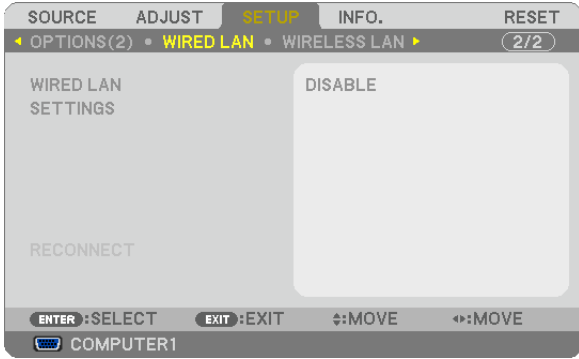 SOURCE ADJUST SETUP INFO. RESET
OPTIONS(2) • WIRED LAN • WIRELESS LAN 2/2
WIRED LAN DISABLE
SETTINGS
RECONNECT
ENTER :SELECT EXIT :EXIT :MOVE :MOVE
COMPUTER1